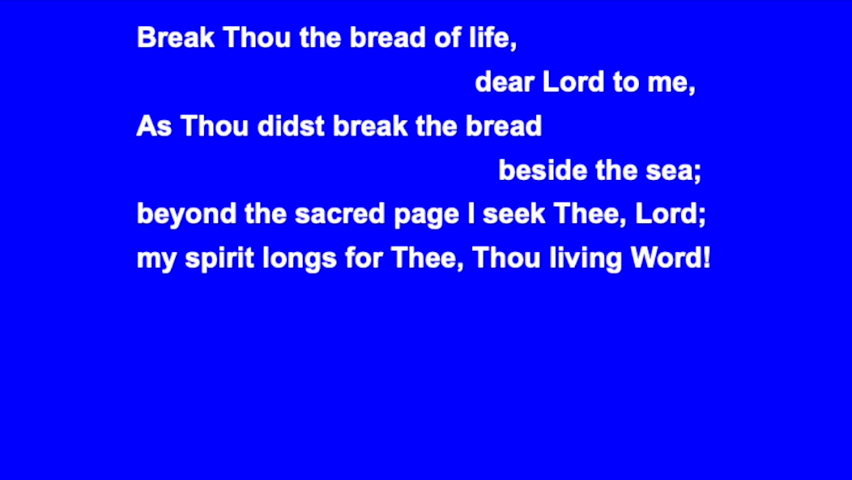 Break Thou the bread of life,
dear Lord to me,
As Thou didst break the bread
beside the sea;
beyond the sacred page I seek Thee, Lord;
my spirit longs for Thee, Thou living Word!